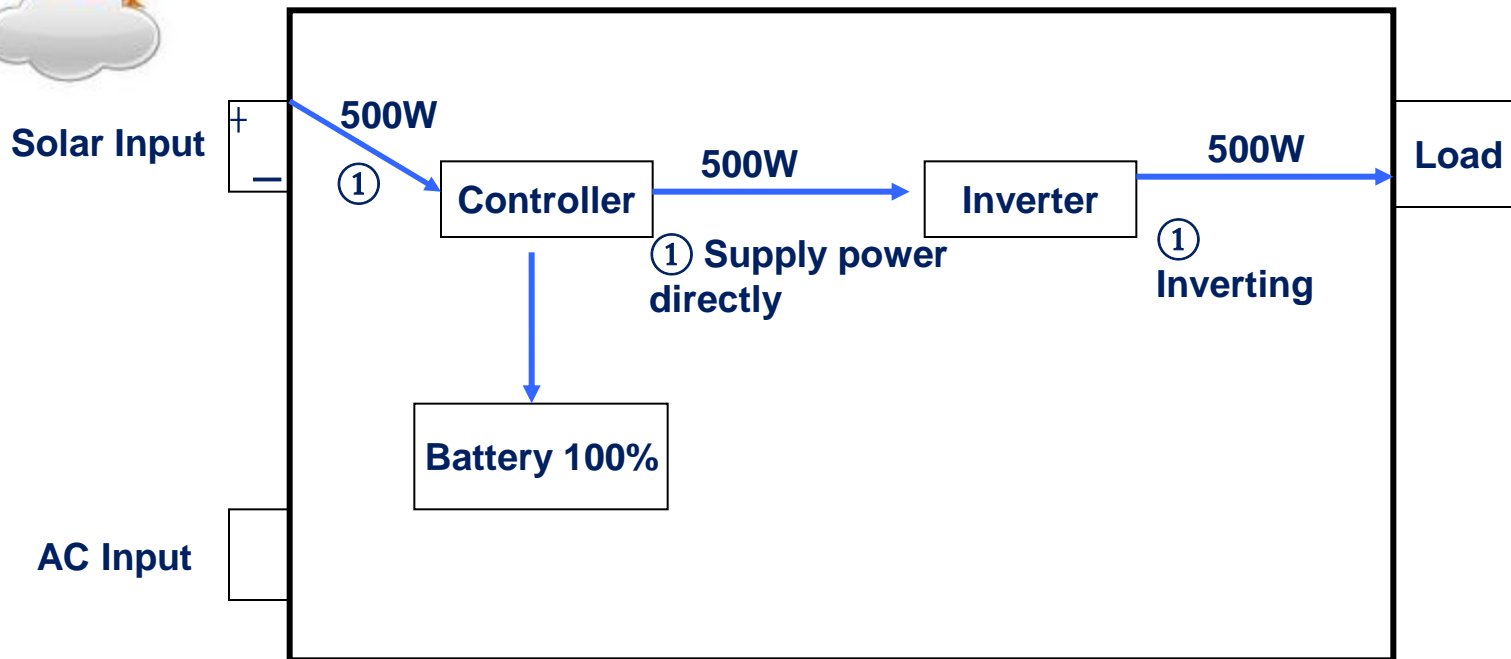 500W
+
Solar Input
—
①
Controller
500W
① Supply power
directly
Inverter
500W
①
Inverting
Load
Battery 100%
AC Input